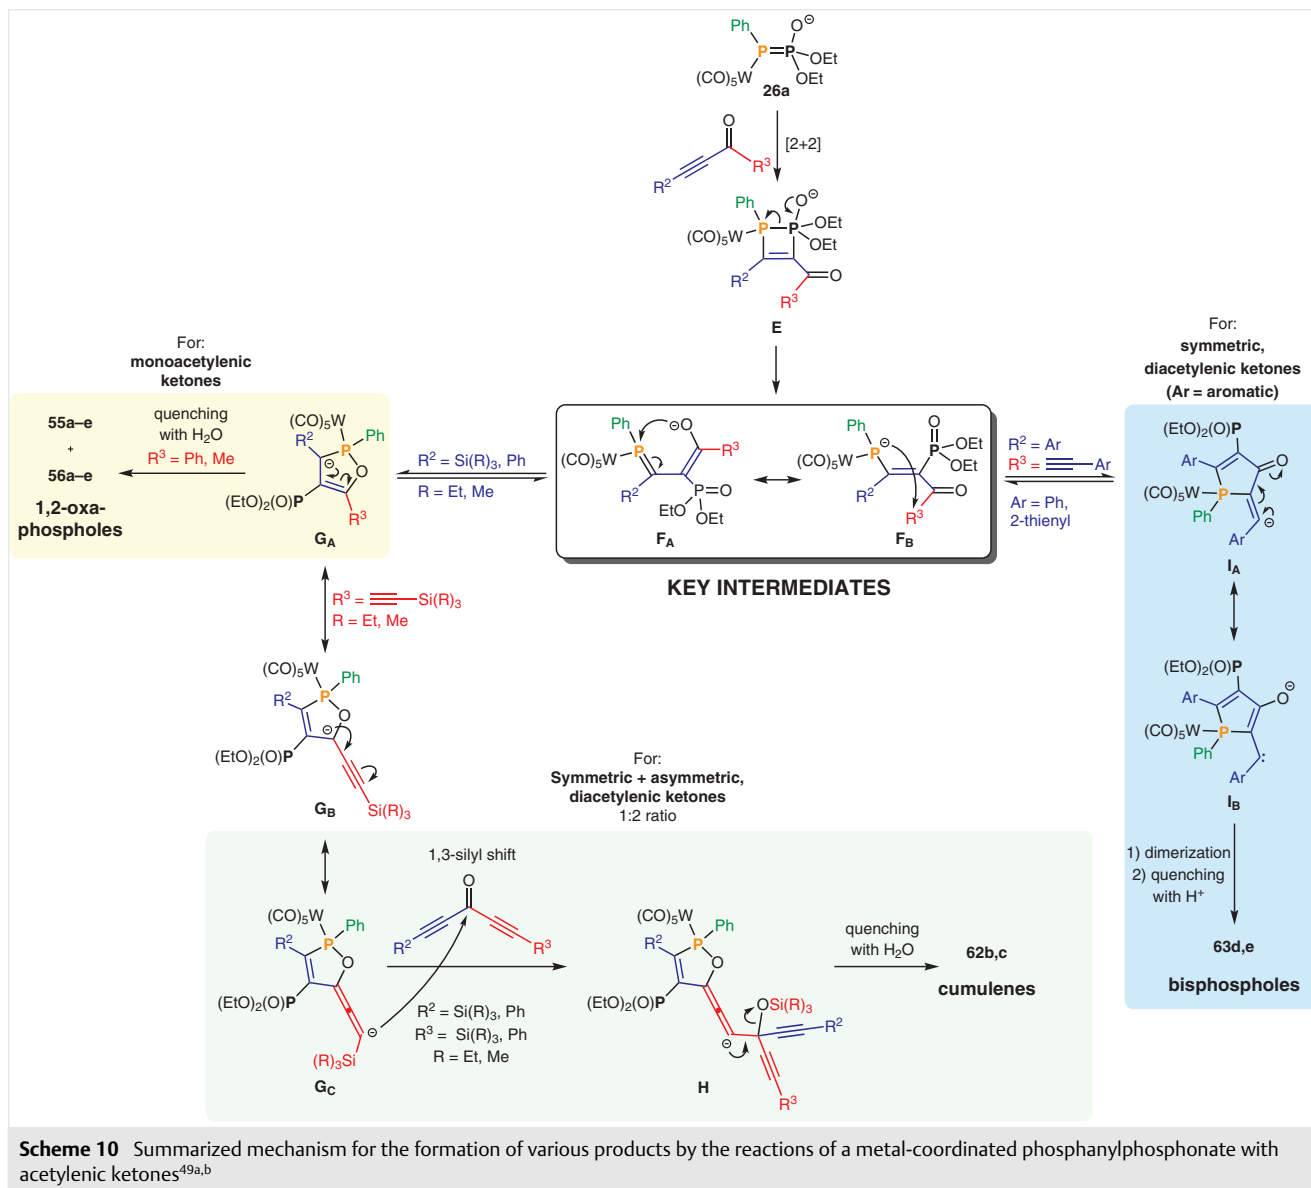 Ph
O⊖
P=P
OEt
(CO)5W
OEt
26a
O
[2+2]
R3
R2
Ph
O⊖
(CO)5W
P–P
OEt
OEt
R2
O
R3
E
For:
monoacetylenic
ketones
55a–e
+
56a–e
1,2-oxa-
phospholes
quenching
with H2O
R3 = Ph, Me
(CO)5W
R2
P
Ph
⊖
O
(EtO)2(O)P
R3
GA
R2 = Si(R)3, Ph
R = Et, Me
Ph
⊖
O
(CO)5W
P
R3
R2
P=O
EtO
OEt
FA
Ph
⊖
O
P
OEt
OEt
(CO)5W
P
R2
O
R3
FB
KEY INTERMEDIATES
R2 = Ar
R3 = Ar
Ar = Ph,
2-thienyl
For:
symmetric,
diacetylenic ketones
(Ar = aromatic)
(EtO)2(O)P
Ar
O
(CO)5W
P
Ph
⊖
Ar
IA
(EtO)2(O)P
Ar
O⊖
(CO)5W
P
Ph
:
Ar
IB
1) dimerization
2) quenching
with H+
63d,e
bisphospholes
R3 = Si(R)3
R = Et, Me
(CO)5W
Ph
R2
P
O
⊖
(EtO)2(O)P
Si(R)3
GB
For:
Symmetric + asymmetric,
diacetylenic ketones
1:2 ratio
1,3-silyl shift
O
R2
R3
(CO)5W
Ph
R2
P
O
(EtO)2(O)P
⊖
(R)3Si
GC
R2 = Si(R)3, Ph
R3 = Si(R)3, Ph
R = Et, Me
(CO)5W
Ph
R2
P
O
(EtO)2(O)P
OSi(R)3
R2
⊖
R3
H
quenching
with H2O
62b,c
cumulenes
Scheme 10 Summarized mechanism for the formation of various products by the reactions of a metal-coordinated phosphanylphosphonate with
acetylenic ketones49a,b